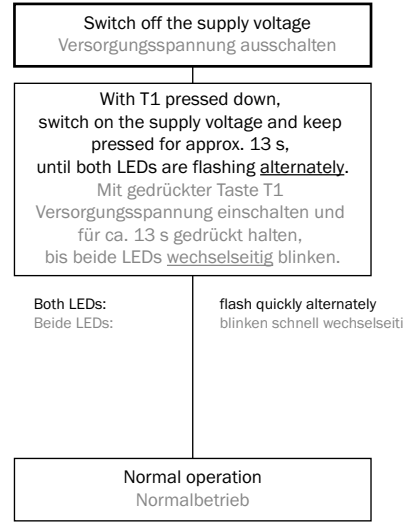 Switch off the supply voltage
Versorgungsspannung ausschalten
With T1 pressed down,
switch on the supply voltage and keep
pressed for approx. 13 s,
until both LEDs are flashing alternately.
Mit gedrückter Taste T1
Versorgungsspannung einschalten und
für ca. 13 s gedrückt halten,
bis beide LEDs wechselseitig blinken.
Both LEDs: flash quickly alternately
Beide LEDs: blinken schnell wechselseiti
Normal operation
Normalbetrieb